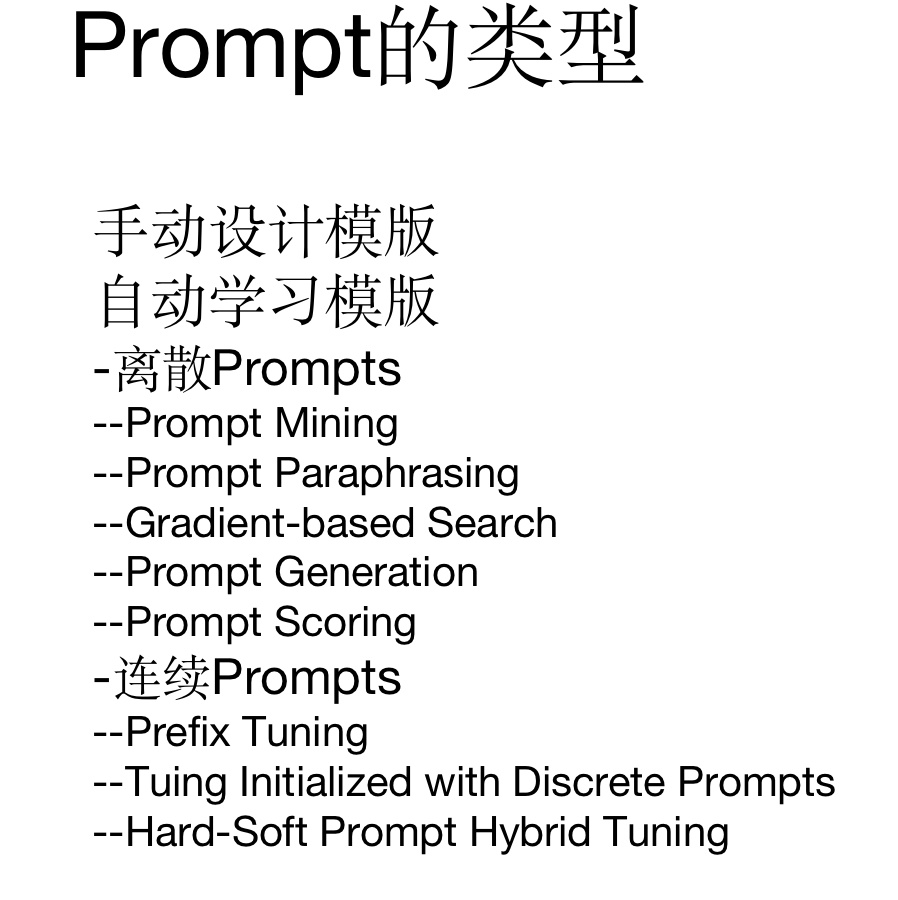 Prompt的类型
手动设计模版
自动学习模版
-离散Prompts
--Prompt Mining
--Prompt Paraphrasing
--Gradient-based Search
--Prompt Generation
--Prompt Scoring
-连续Prompts
--Prefix Tuning
--Tuing Initialized with Discrete Prompts
--Hard-Soft Prompt Hybrid Tuning